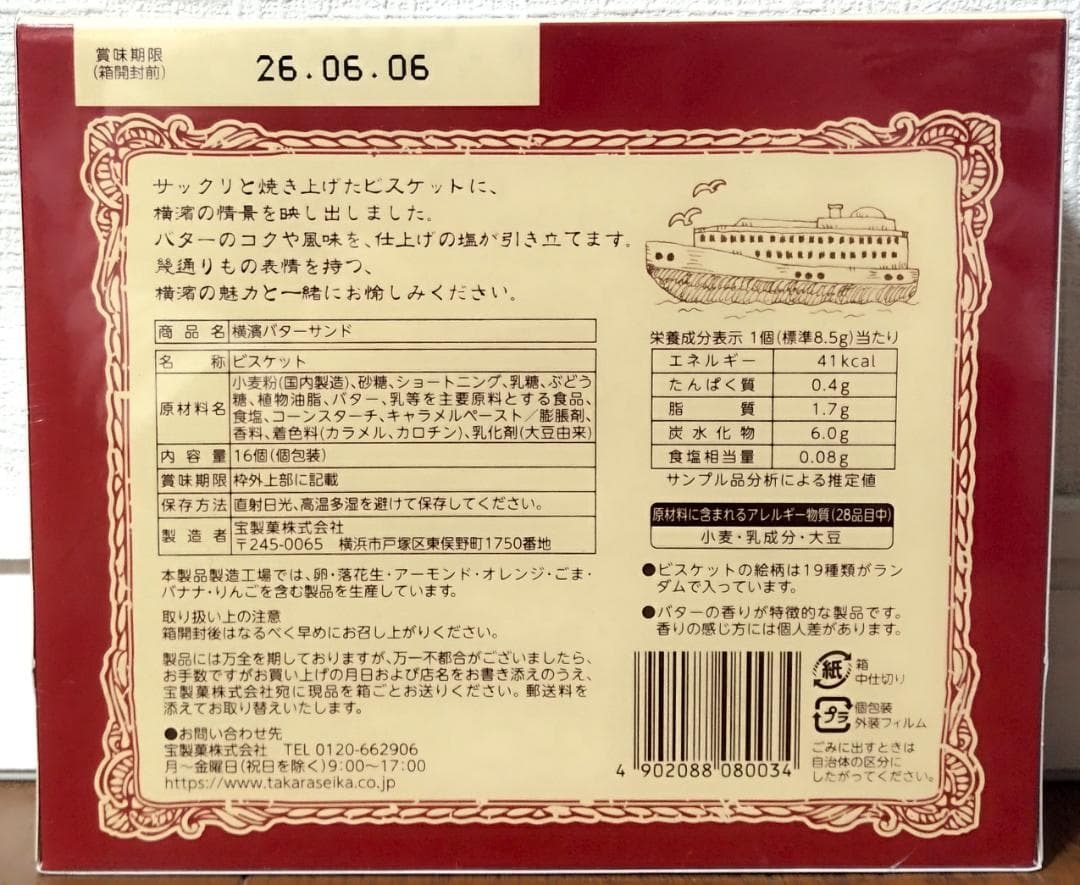 賞味期限
(箱開封前)
26.06.06
サックリと焼き上げたビスケットに、
横濱の情景を映し出しました。
バターのコクや風味を、仕上げの塩が引き立てます。
幾通りもの表情を持つ、
横濱の魅力と一緒にお愉しみください。
商品名 横濱バターサンド
名称 ビスケット
原材料名 小麦粉(国内製造)、砂糖、ショートニング、乳糖、ぶどう
糖、植物油脂、バター、乳等を主要原料とする食品、
食塩、コーンスターチ、キャラメルペースト/膨脹剤、
香料、着色料(カラメル、カロチン)、乳化剤(大豆由来)
内容量 16個(個包装)
賞味期限 枠外上部に記載
保存方法 直射日光、高温多湿を避けて保存してください。
製造者 宝製菓株式会社
〒245-0065 横浜市戸塚区東俣野町1750番地
本製品製造工場では、卵・落花生・アーモンド・オレンジ・ごま・
バナナ・りんごを含む製品を生産しています。
取り扱い上の注意
箱開封後はなるべく早めにお召し上がりください。
製品には万全を期しておりますが、万一不都合がございましたら、
お手数ですがお買い上げの月日および店名をお書き添えのうえ、
宝製菓株式会社宛に現品を箱ごとお送りください。郵送料を
添えてお取り替えいたします。
●お問い合わせ先
宝製菓株式会社 TEL 0120-662906
月~金曜日(祝日を除く)9:00~17:00
https://www.takaraseika.co.jp
栄養成分表示 1個(標準8.5g)当たり
エネルギー 41kcal
たんぱく質 0.4g
脂質 1.7g
炭水化物 6.0g
食塩相当量 0.08g
サンプル品分析による推定値
原材料に含まれるアレルギー物質(28品目中)
小麦・乳成分・大豆
●ビスケットの絵柄は19種類がラン
ダムで入っています。
●バターの香りが特徴的な製品です。
香りの感じ方には個人差があります。
4 902088 080034
紙 箱
中仕切り
プラ 個包装
外装フィルム
ごみに出すときは
自治体の区分に
したがってください。